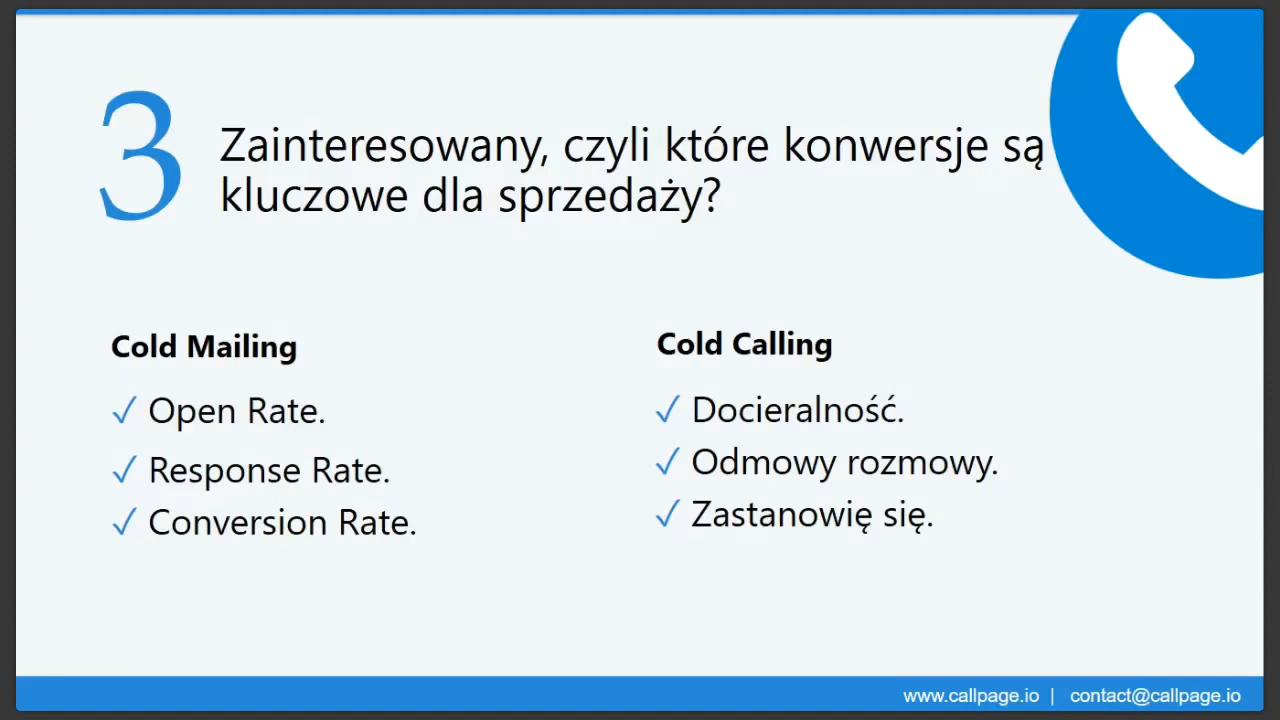 3
Zainteresowany, czyli które konwersje są
kluczowe dla sprzedaży?
Cold Mailing
✓ Open Rate.
✓ Response Rate.
✓ Conversion Rate.
Cold Calling
✓ Docieralność.
✓ Odmowy rozmowy.
✓ Zastanowię się.
www.callpage.io | contact@callpage.io